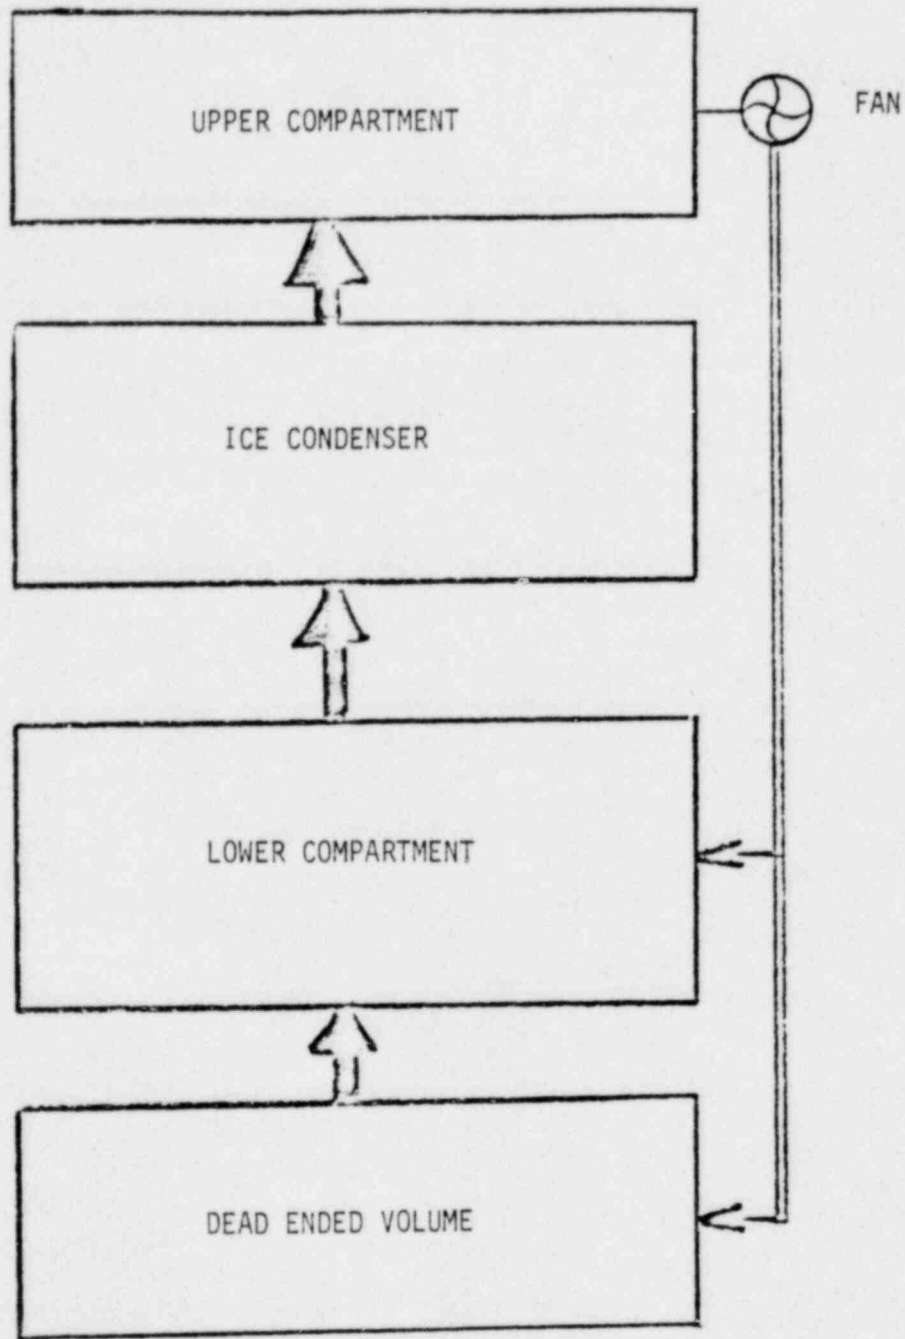 UPPER COMPARTMENT
FAN
ICE CONDENSER
LOWER COMPARTMENT
DEAD ENDED VOLUME